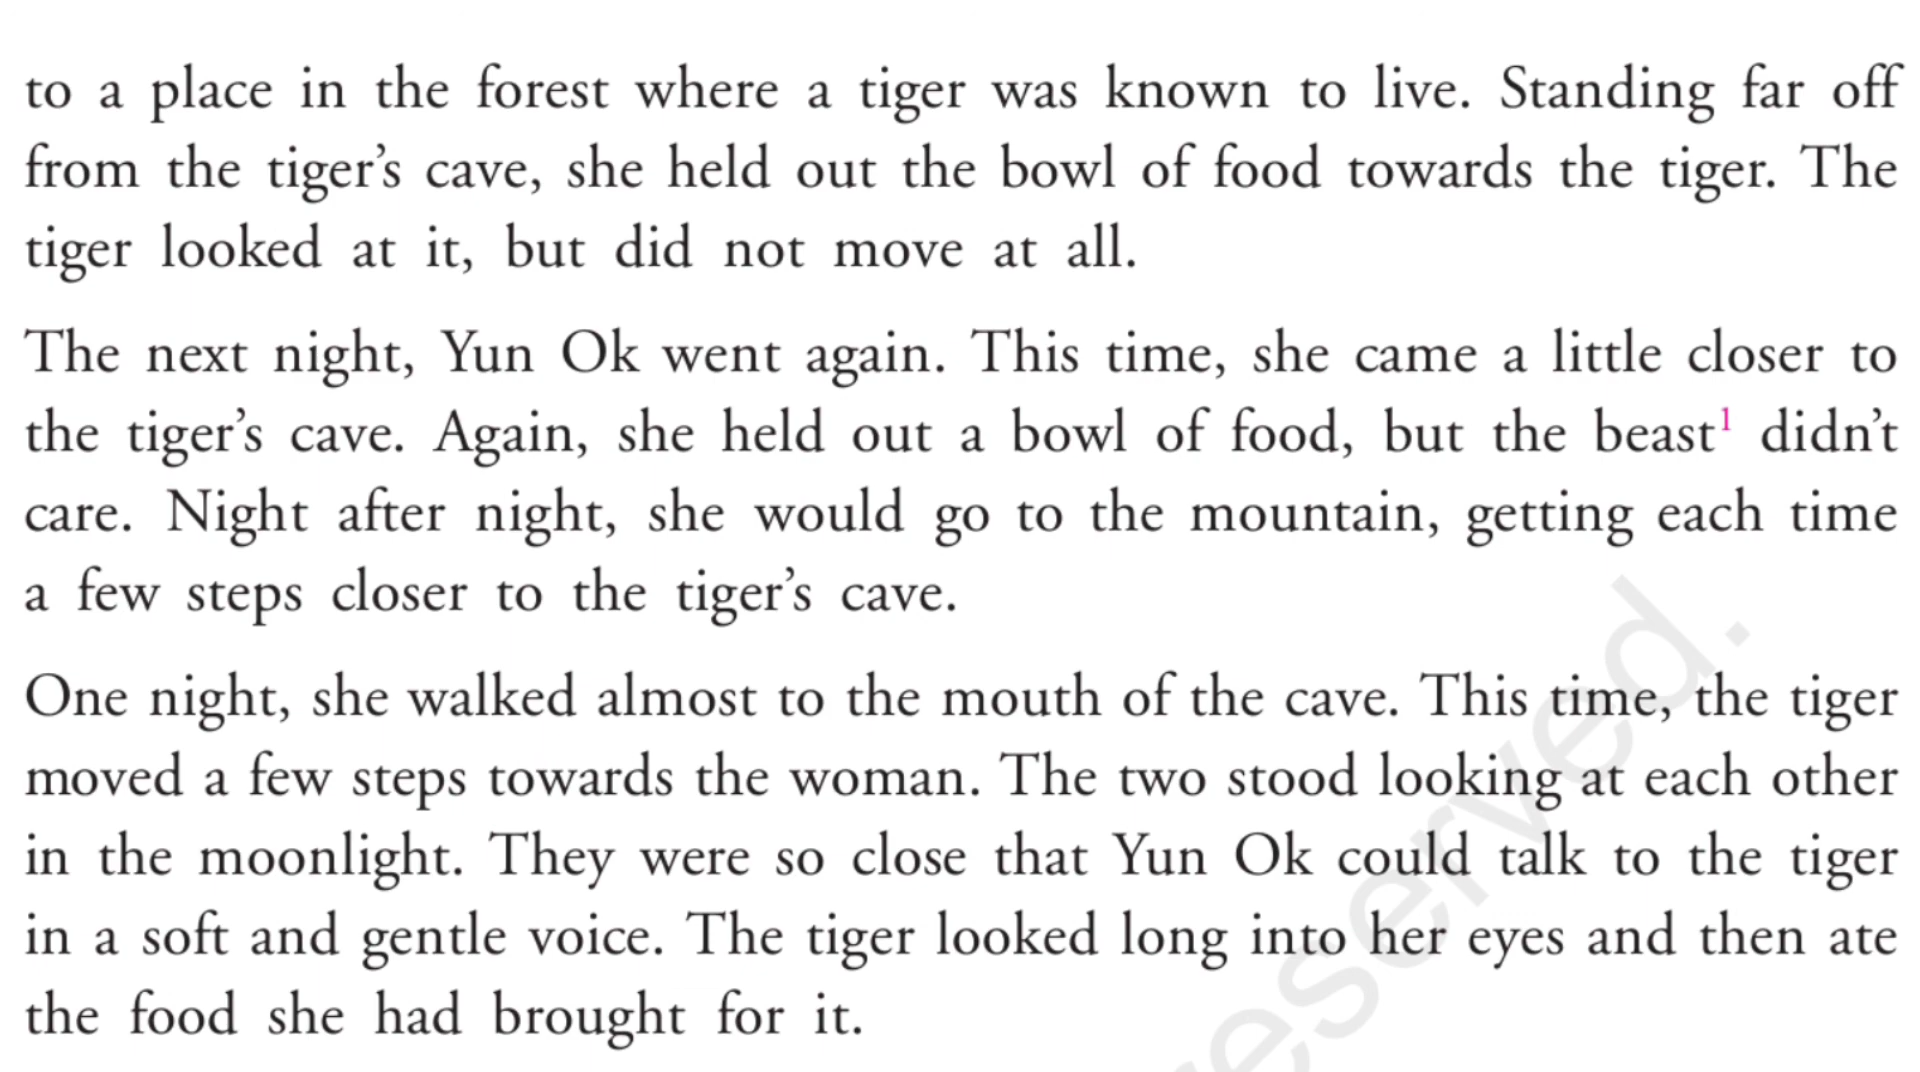 to a place in the forest where a tiger was known to live. Standing far off
from the tiger's cave, she held out the bowl of food towards the tiger. The
tiger looked at it, but did not move at all.
The next night, Yun Ok went again. This time, she came a little closer to
the tiger's cave. Again, she held out a bowl of food, but the beast1 didn't
care. Night after night, she would go to the mountain, getting each time
a few steps closer to the tiger's cave.
One night, she walked almost to the mouth of the cave. This time, the tiger
moved a few steps towards the woman. The two stood looking at each other
in the moonlight. They were so close that Yun Ok could talk to the tiger
in a soft and gentle voice. The tiger looked long into her eyes and then ate
the food she had brought for it.
eserved.